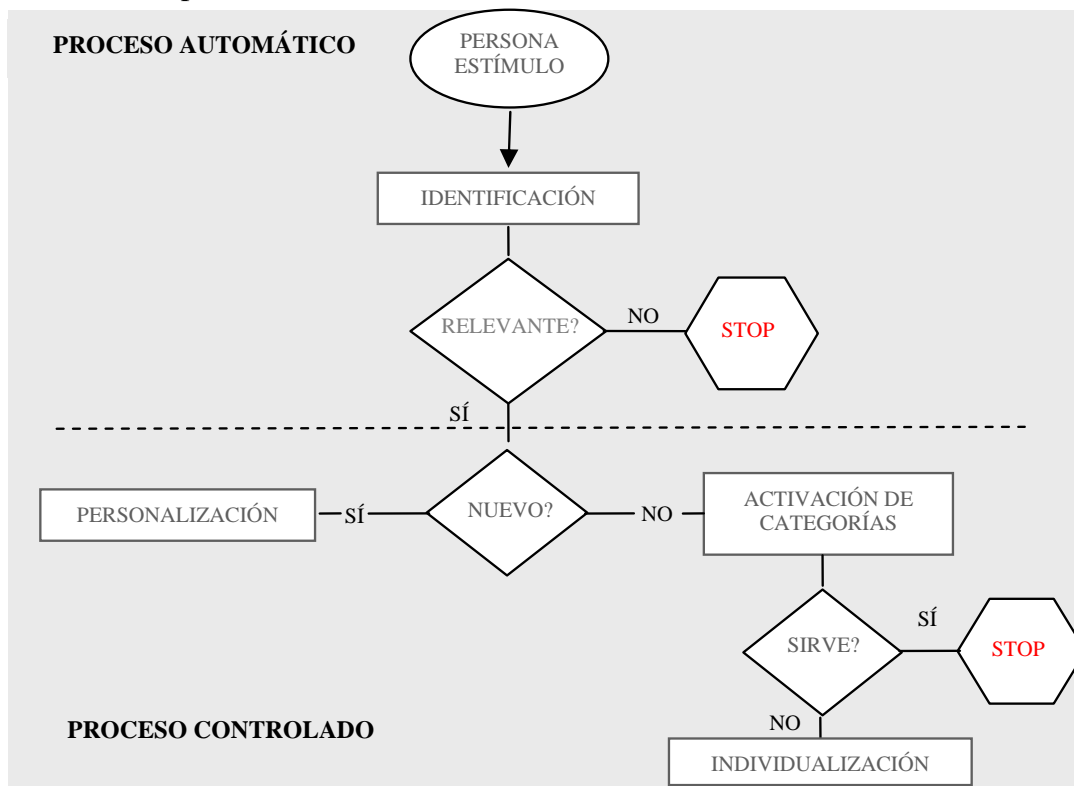 PROCESO AUTOMÁTICO
PERSONA
ESTÍMULO
IDENTIFICACIÓN
RELEVANTE?
NO
STOP
SÍ
PERSONALIZACIÓN
SÍ
NUEVO?
NO
ACTIVACIÓN DE
CATEGORÍAS
SIRVE?
SÍ
STOP
NO
PROCESO CONTROLADO
INDIVIDUALIZACIÓN